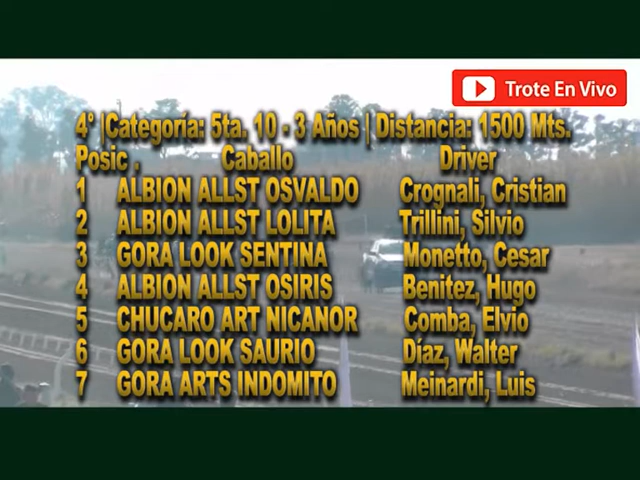 Trote En Vivo
4° |Categoría: 5ta. 10 - 3 Años | Distancia: 1500 Mts.
Posic . Caballo Driver
1 ALBION ALLST OSVALDO Crognali, Cristian
2 ALBION ALLST LOLITA Trillini, Silvio
3 GORA LOOK SENTINA Monetto, Cesar
4 ALBION ALLST OSIRIS Benitez, Hugo
5 CHUCARO ART NICANOR Comba, Elvio
6 GORA LOOK SAURIO Díaz, Walter
7 GORA ARTS INDOMITO Meinardi, Luis